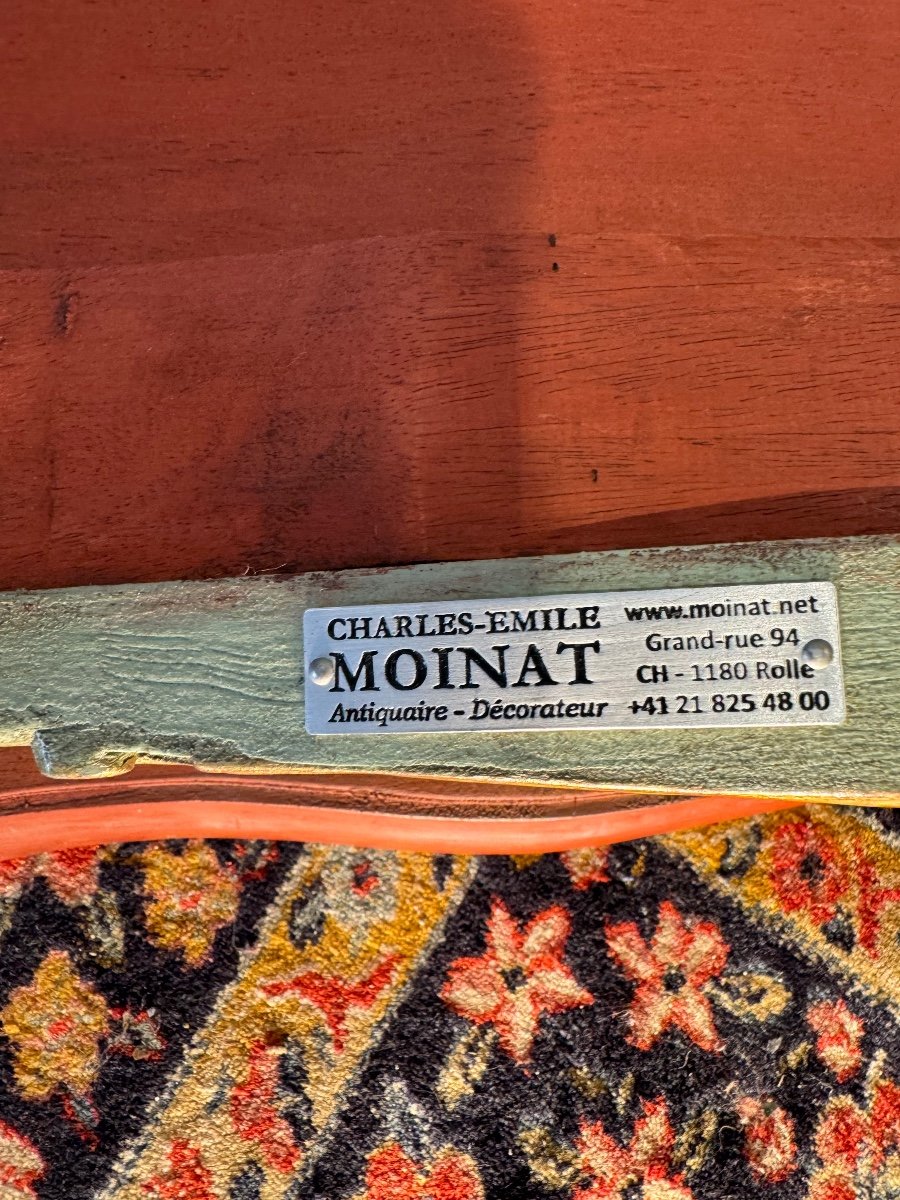 CHARLES-EMILE
MOINAT
Antiquaire - Décorateur
www.moinat.net
Grand-rue 94
CH - 1180 Rolle
+41 21 825 48 00